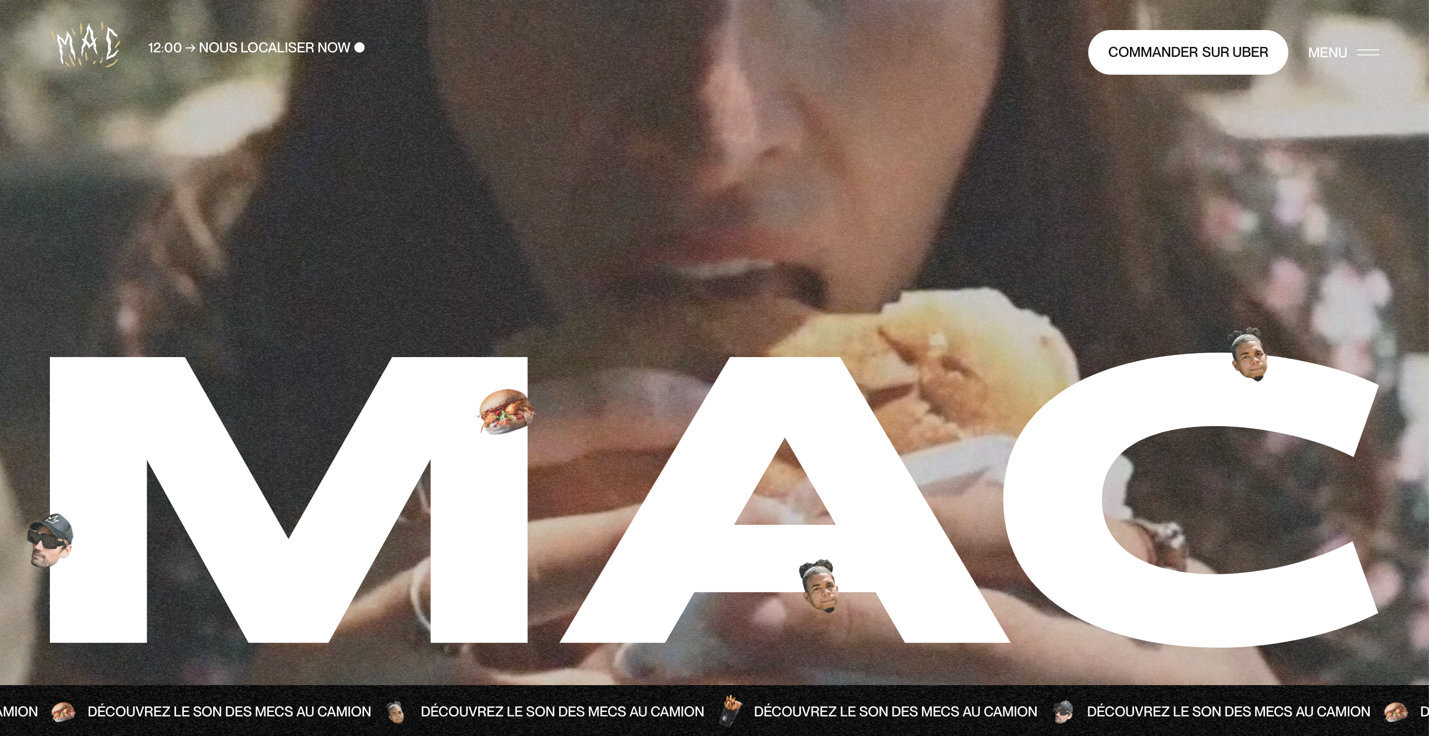 MAC
12:00 → NOUS LOCALISER NOW
COMMANDER SUR UBER
MENU
MAC
AMION DÉCOUVREZ LE SON DES MECS AU CAMION DÉCOUVREZ LE SON DES MECS AU CAMION DÉCOUVREZ LE SON DES MECS AU CAMION DÉCOUVREZ LE SON DES MECS AU CAMION D